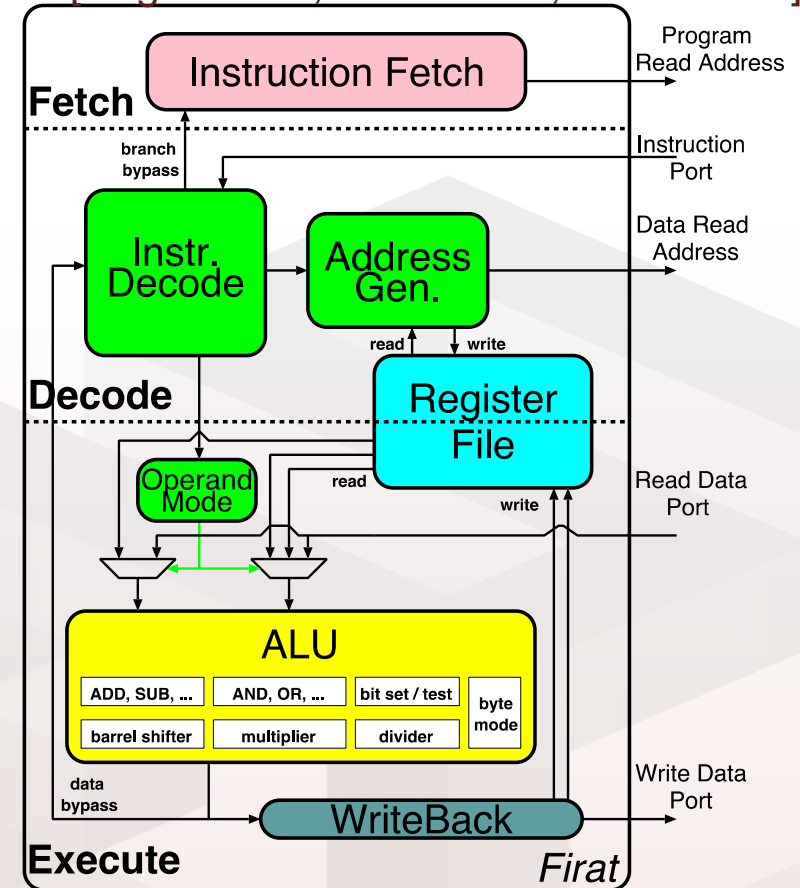 Instruction Fetch
Program
Read Address
Fetch
branch
bypass
Instruction
Port
Instr.
Decode
Address
Gen.
Data Read
Address
read
write
Decode
Register
File
Operand
Mode
read
write
Read Data
Port
ALU
ADD, SUB, ...
AND, OR, ...
bit set / test
byte
mode
barrel shifter
multiplier
divider
data
bypass
WriteBack
Write Data
Port
Execute
Firat